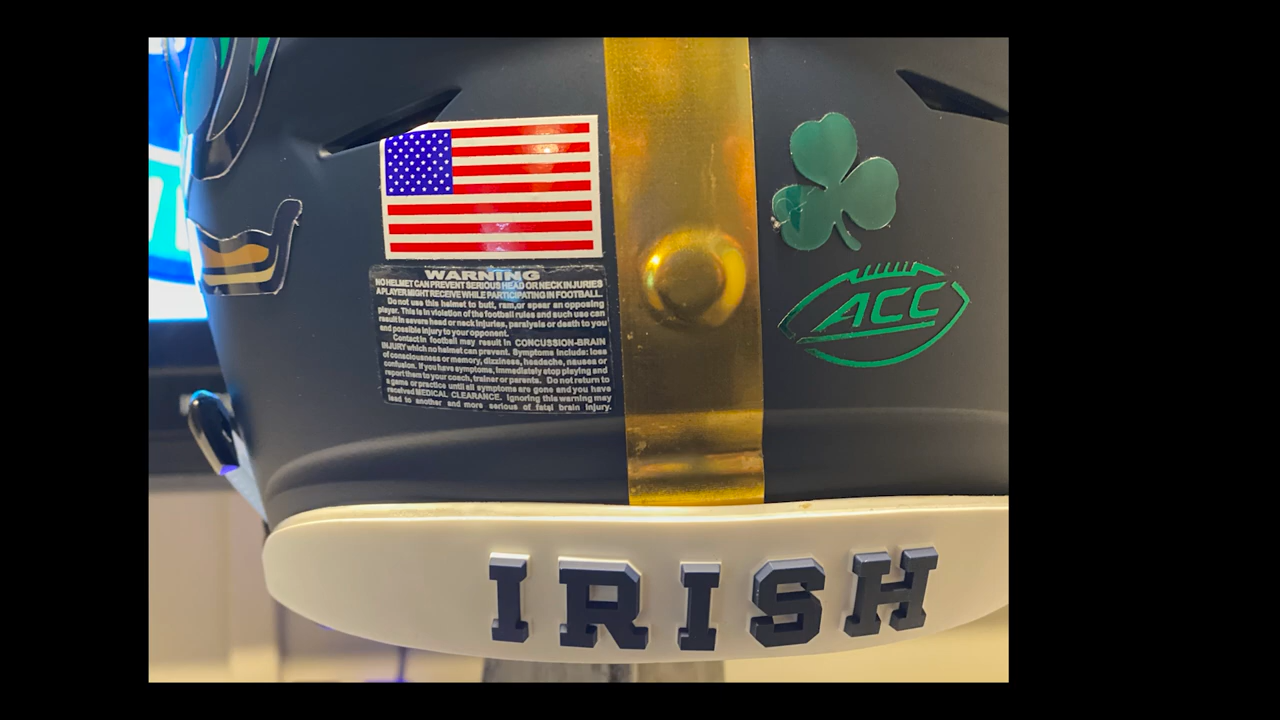 WARNING
NO HELMET CAN PREVENT SERIOUS HEAD OR NECK INJURIES
A PLAYER MIGHT RECEIVE WHILE PARTICIPATING IN FOOTBALL.
Do not use this helmet to butt, ram, or spear an opposing
player. This is in violation of the football rules and such use can
result in severe head or neck injuries, paralysis or death to you
and possible injury to your opponent.
Contact in football may result in CONCUSSION-BRAIN
INJURY which no helmet can prevent. Symptoms include: loss
of consciousness or memory, dizziness, headache, nausea or
confusion. If you have symptoms, immediately stop playing and
report them to your coach, trainer or parents. Do not return to
a game or practice until all symptoms are gone and you have
received MEDICAL CLEARANCE. Ignoring this warning may
lead to another and more serious of fatal brain injury.
ACC
IRISH